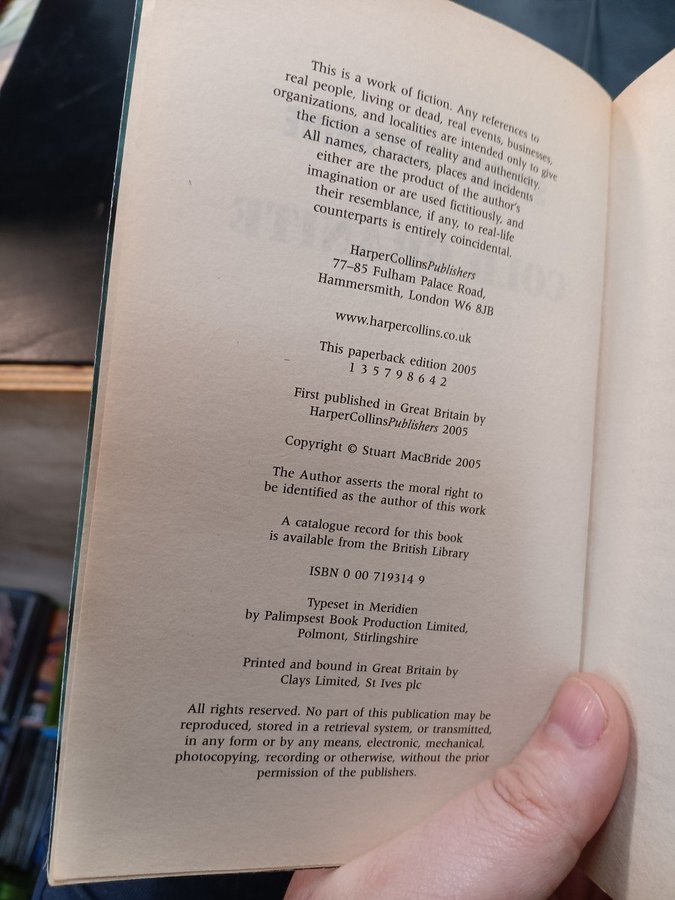 This is a work of fiction. Any references to
real people, living or dead, real events, businesses,
organizations, and localities are intended only to give
the fiction a sense of reality and authenticity.
All names, characters, places and incidents
either are the product of the author's
imagination or are used fictitiously, and
their resemblance, if any, to real-life
counterparts is entirely coincidental.
HarperCollinsPublishers
77–85 Fulham Palace Road,
Hammersmith, London W6 8JB
www.harpercollins.co.uk
This paperback edition 2005
1 3 5 7 9 8 6 4 2
First published in Great Britain by
HarperCollinsPublishers 2005
Copyright © Stuart MacBride 2005
The Author asserts the moral right to
be identified as the author of this work
A catalogue record for this book
is available from the British Library
ISBN 0 00 719314 9
Typeset in Meridien
by Palimpsest Book Production Limited,
Polmont, Stirlingshire
Printed and bound in Great Britain by
Clays Limited, St Ives plc
All rights reserved. No part of this publication may be
reproduced, stored in a retrieval system, or transmitted,
in any form or by any means, electronic, mechanical,
photocopying, recording or otherwise, without the prior
permission of the publishers.